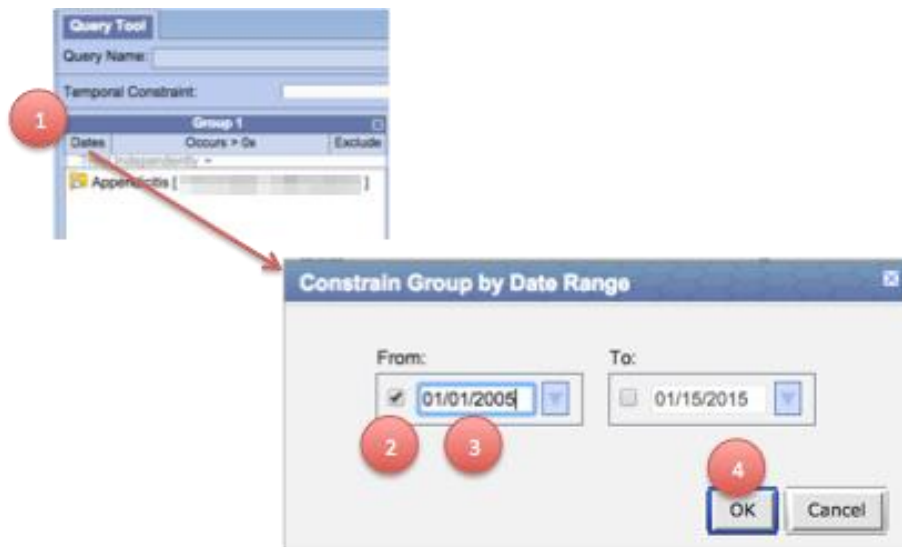 Query Tool
Query Name:
Temporal Constraint:
1
Group 1
Dates Occurs > 0x Exclude
Independently
Appendicitis [ ]
Constrain Group by Date Range
From: To:
01/01/2005 01/15/2015
2 3
4
OK Cancel